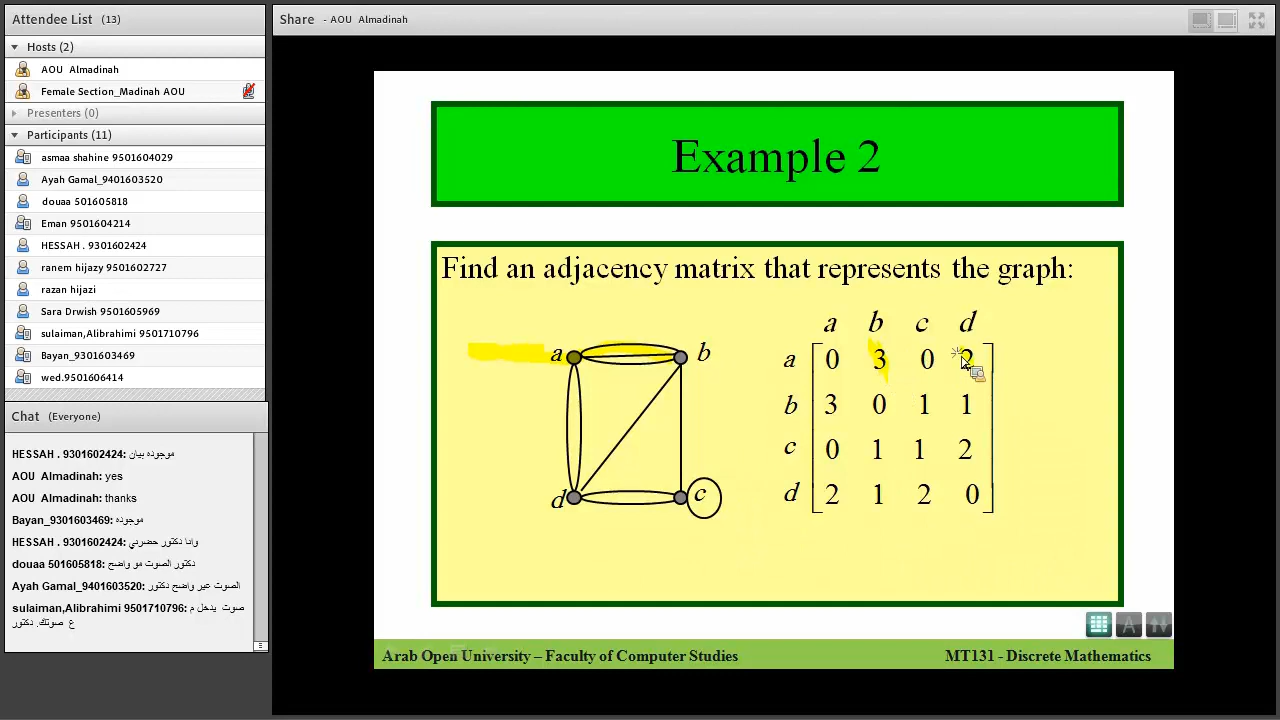 Attendee List (13)
Hosts (2)
AOU Almadinah
Female Section_Madinah AOU
Presenters (0)
Participants (11)
asmaa shahine 9501604029
Ayah Gamal_9401603520
douaa 501605818
Eman 9501604214
HESSAH . 9301602424
ranem hijazy 9501602727
razan hijazi
Sara Drwish 9501605969
sulaiman,Alibrahimi 9501710796
Bayan_9301603469
wed.9501606414
Chat (Everyone)
HESSAH . 9301602424: موجوده بيان
AOU Almadinah: yes
AOU Almadinah: thanks
Bayan_9301603469: موجوده
HESSAH . 9301602424: وانا دكتور حضرني
douaa 501605818: دكتور الصوت مو واضح
Ayah Gamal_9401603520: الصوت غير واضح دكتور
sulaiman,Alibrahimi 9501710796: صوت يدخل م
ع صوتك. دكتور
Share - AOU Almadinah
Example 2
Find an adjacency matrix that represents the graph:
a b
d c
a b c d
a 0 3 0 2
b 3 0 1 1
c 0 1 1 2
d 2 1 2 0
A
Arab Open University – Faculty of Computer Studies MT131 - Discrete Mathematics